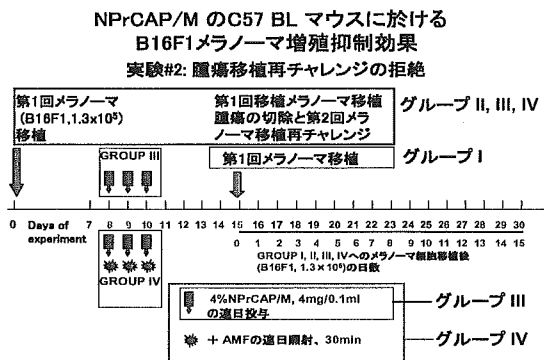 NPrCAP/M のC57 BL マウスに於ける
B16F1メラノーマ増殖抑制効果
実験#2: 腫瘍移植再チャレンジの拒絶
第1回メラノーマ
(B16F1,1.3x10⁵)
移植
第1回移植メラノーマ移植
腫瘍の切除と第2回メラ
ノーマ移植再チャレンジ
グループ II, III, IV
GROUP III
第1回メラノーマ移植
グループ I
0 Days of experiment 7 8 9 10 11 12 13 14 15 16 17 18 19 20 21 22 23 24 25 26 27 28 29 30
0 1 2 3 4 5 6 7 8 9 10 11 12 13 14 15
GROUP I, II, III, IVへのメラノーマ細胞移植後
(B16F1, 1.3×10⁵)の日数
GROUP IV
4%NPrCAP/M, 4mg/0.1ml
の連日投与
グループ III
+ AMFの連日照射、30min
グループ IV